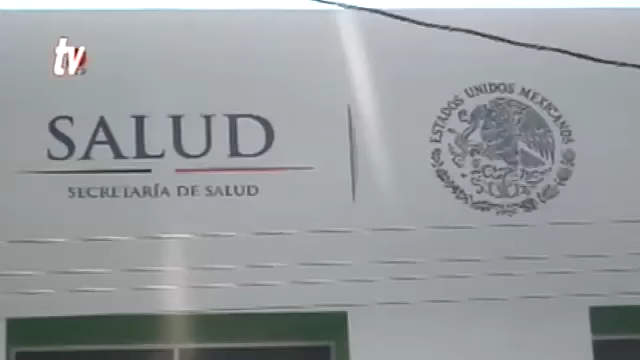 tv
SALUD
SECRETARÍA DE SALUD
ESTADOS UNIDOS MEXICANOS